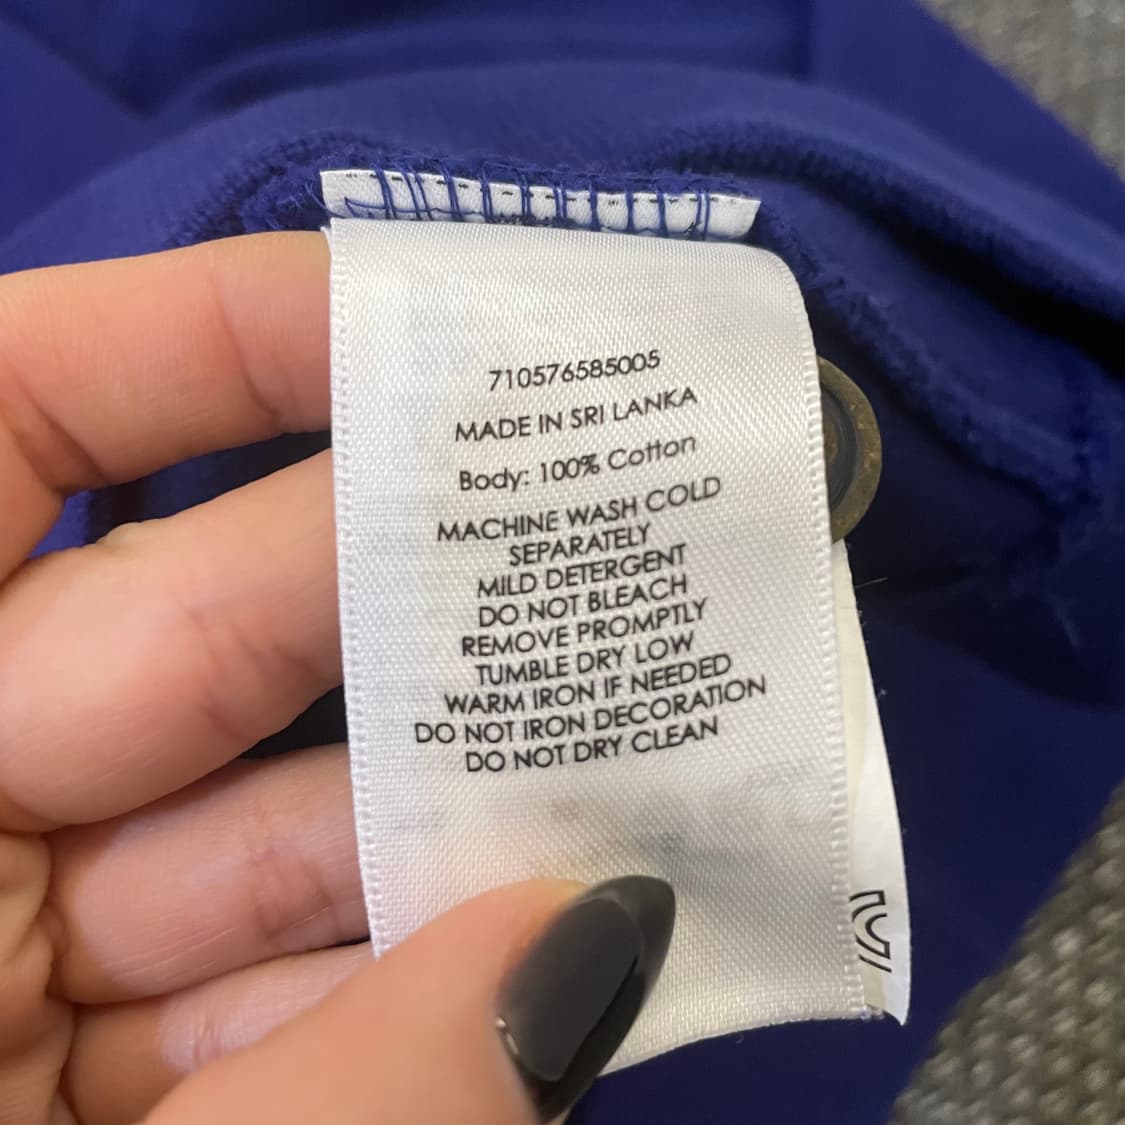 710576585005
MADE IN SRI LANKA
Body: 100% Cotton
MACHINE WASH COLD
SEPARATELY
MILD DETERGENT
DO NOT BLEACH
REMOVE PROMPTLY
TUMBLE DRY LOW
WARM IRON IF NEEDED
DO NOT IRON DECORATION
DO NOT DRY CLEAN